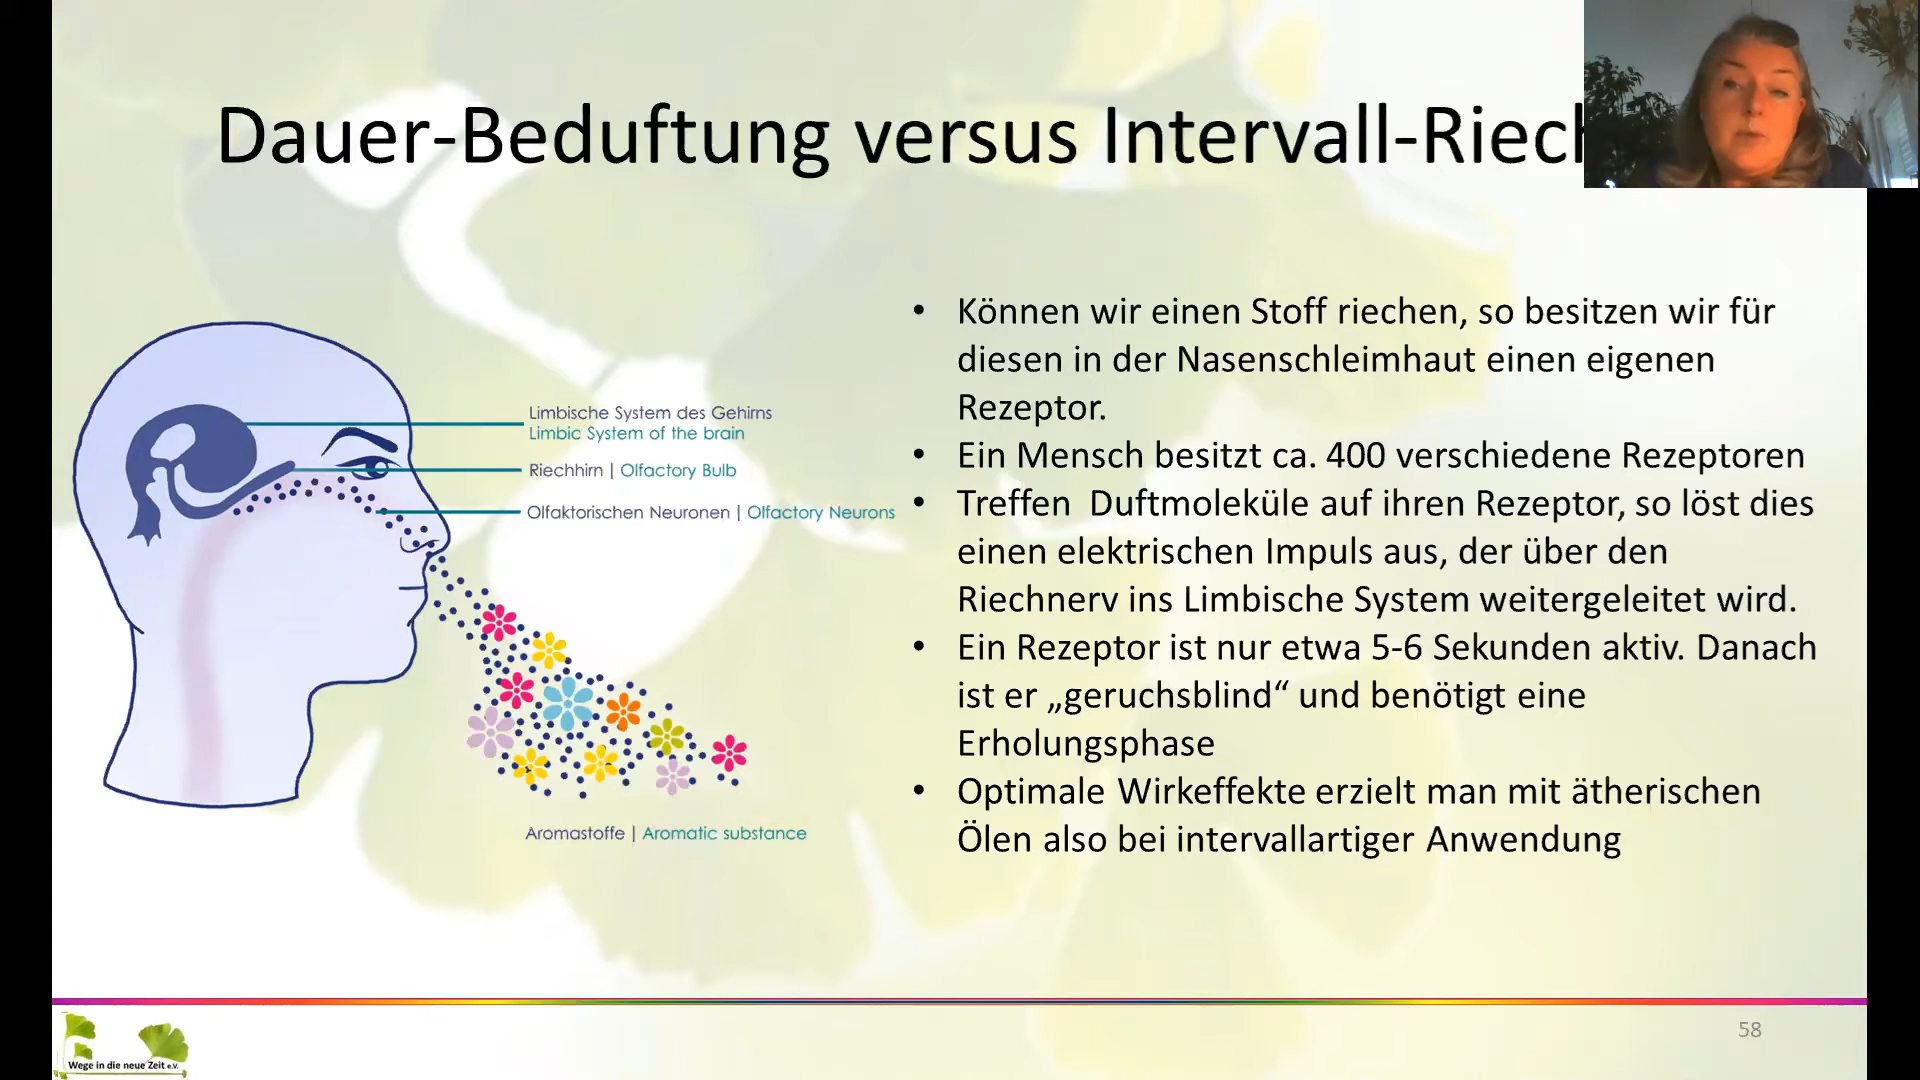 Dauer-Beduftung versus Intervall-Riech
• Können wir einen Stoff riechen, so besitzen wir für
diesen in der Nasenschleimhaut einen eigenen
Rezeptor.
• Ein Mensch besitzt ca. 400 verschiedene Rezeptoren
• Treffen Duftmoleküle auf ihren Rezeptor, so löst dies
einen elektrischen Impuls aus, der über den
Riechnerv ins Limbische System weitergeleitet wird.
• Ein Rezeptor ist nur etwa 5-6 Sekunden aktiv. Danach
ist er „geruchsblind“ und benötigt eine
Erholungsphase
• Optimale Wirkeffekte erzielt man mit ätherischen
Ölen also bei intervallartiger Anwendung
Limbische System des Gehirns
Limbic System of the brain
Riechhirn | Olfactory Bulb
Olfaktorischen Neuronen | Olfactory Neurons
Aromastoffe | Aromatic substance
Wege in die neue Zeit e.V.
58